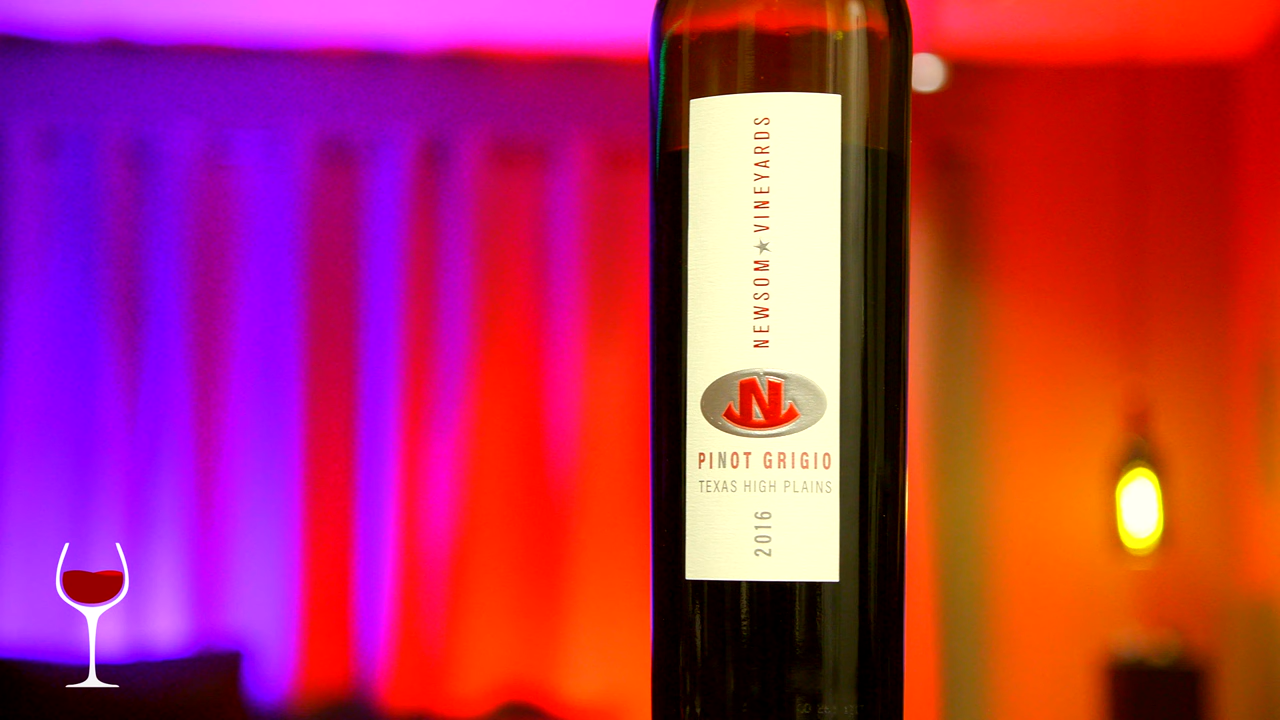 NEWSOM★VINEYARDS
N
PINOT GRIGIO
TEXAS HIGH PLAINS
2016